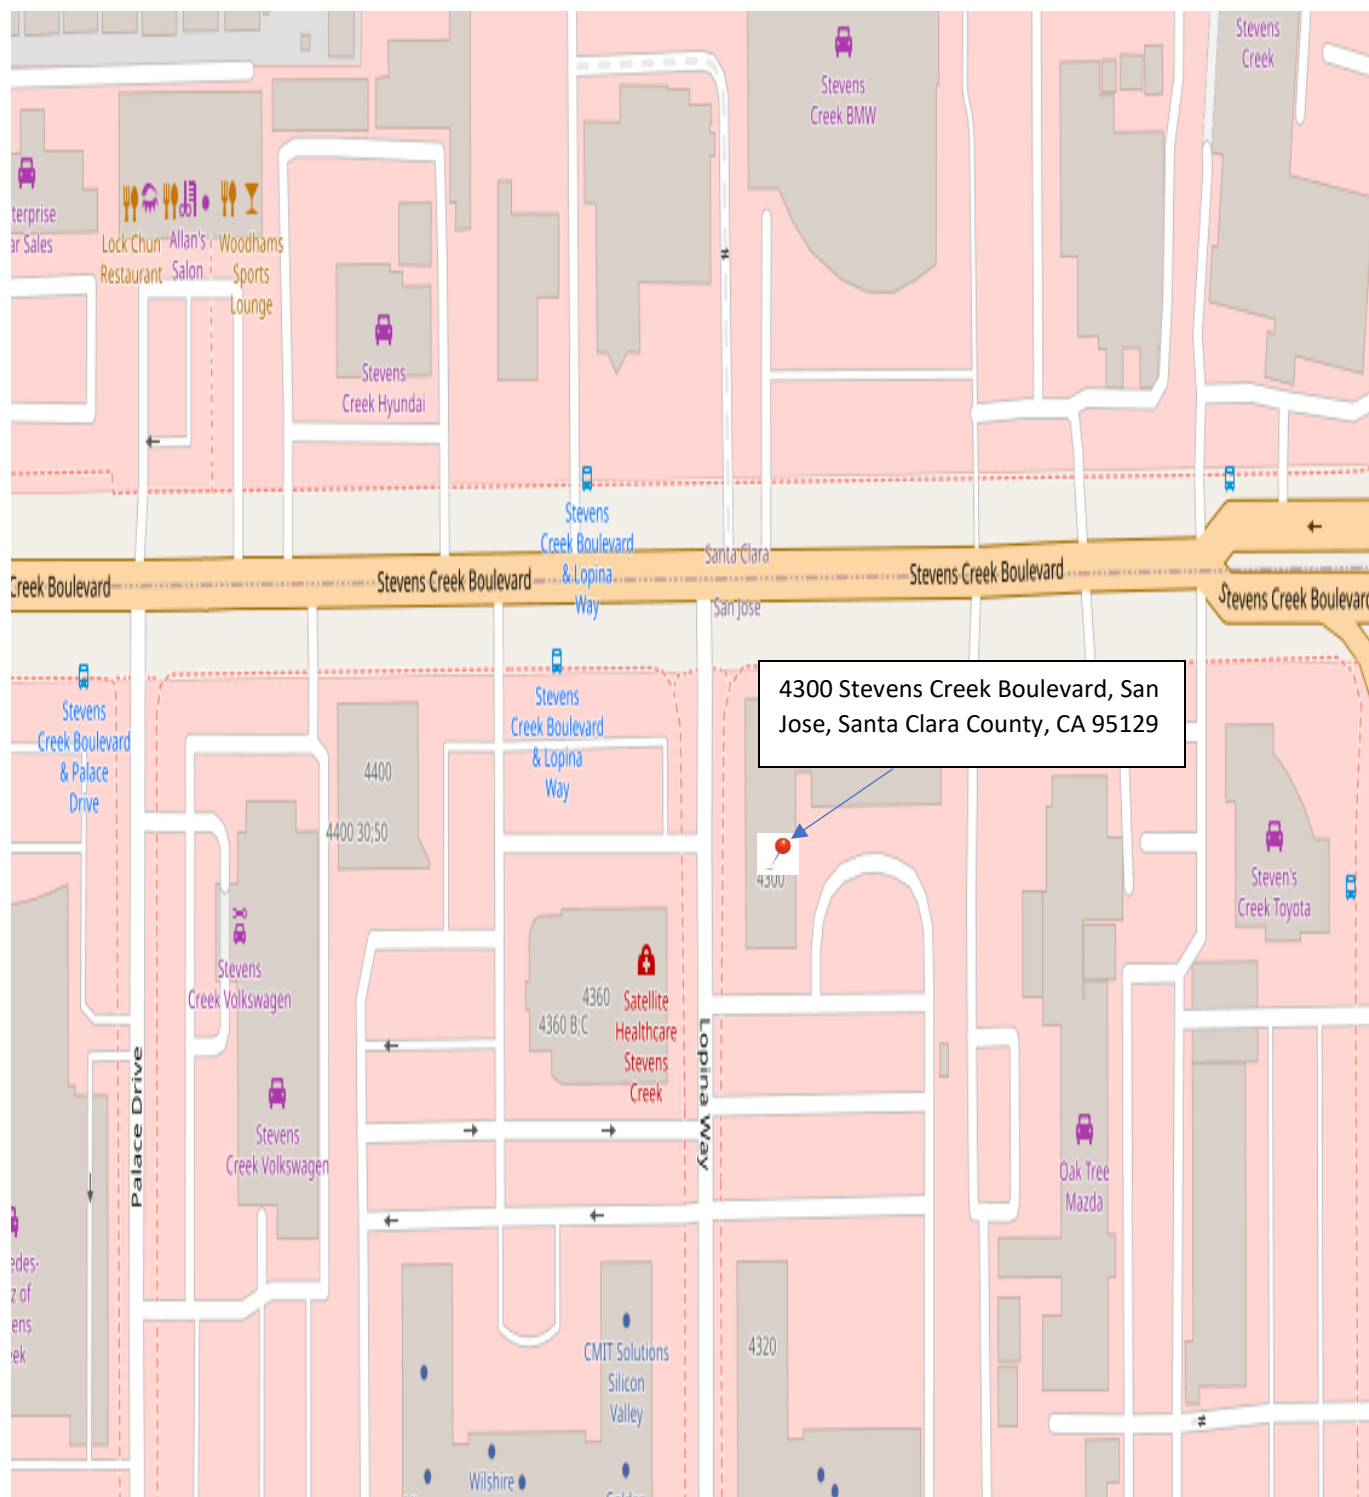 Stevens
Creek
Stevens
Creek BMW
terprise
ar Sales
Lock Chun
Restaurant
Allan's
Salon
Woodhams
Sports
Lounge
Stevens
Creek Hyundai
Stevens
Creek Boulevard
& Lopina
Way
Santa Clara
San Jose
Creek Boulevard
Stevens Creek Boulevard
Stevens Creek Boulevard
Stevens Creek Boulevard
4300 Stevens Creek Boulevard, San
Jose, Santa Clara County, CA 95129
Stevens
Creek Boulevard
& Palace
Drive
Stevens
Creek Boulevard
& Lopina
Way
4400
4400 30;50
4300
Steven's
Creek Toyota
Stevens
Creek Volkswagen
4360
4360 B;C
Satellite
Healthcare
Stevens
Creek
Lopina Way
Palace Drive
Stevens
Creek Volkswagen
Oak Tree
Mazda
edes-
z of
ens
eek
CMIT Solutions
Silicon
Valley
4320
Wilshire